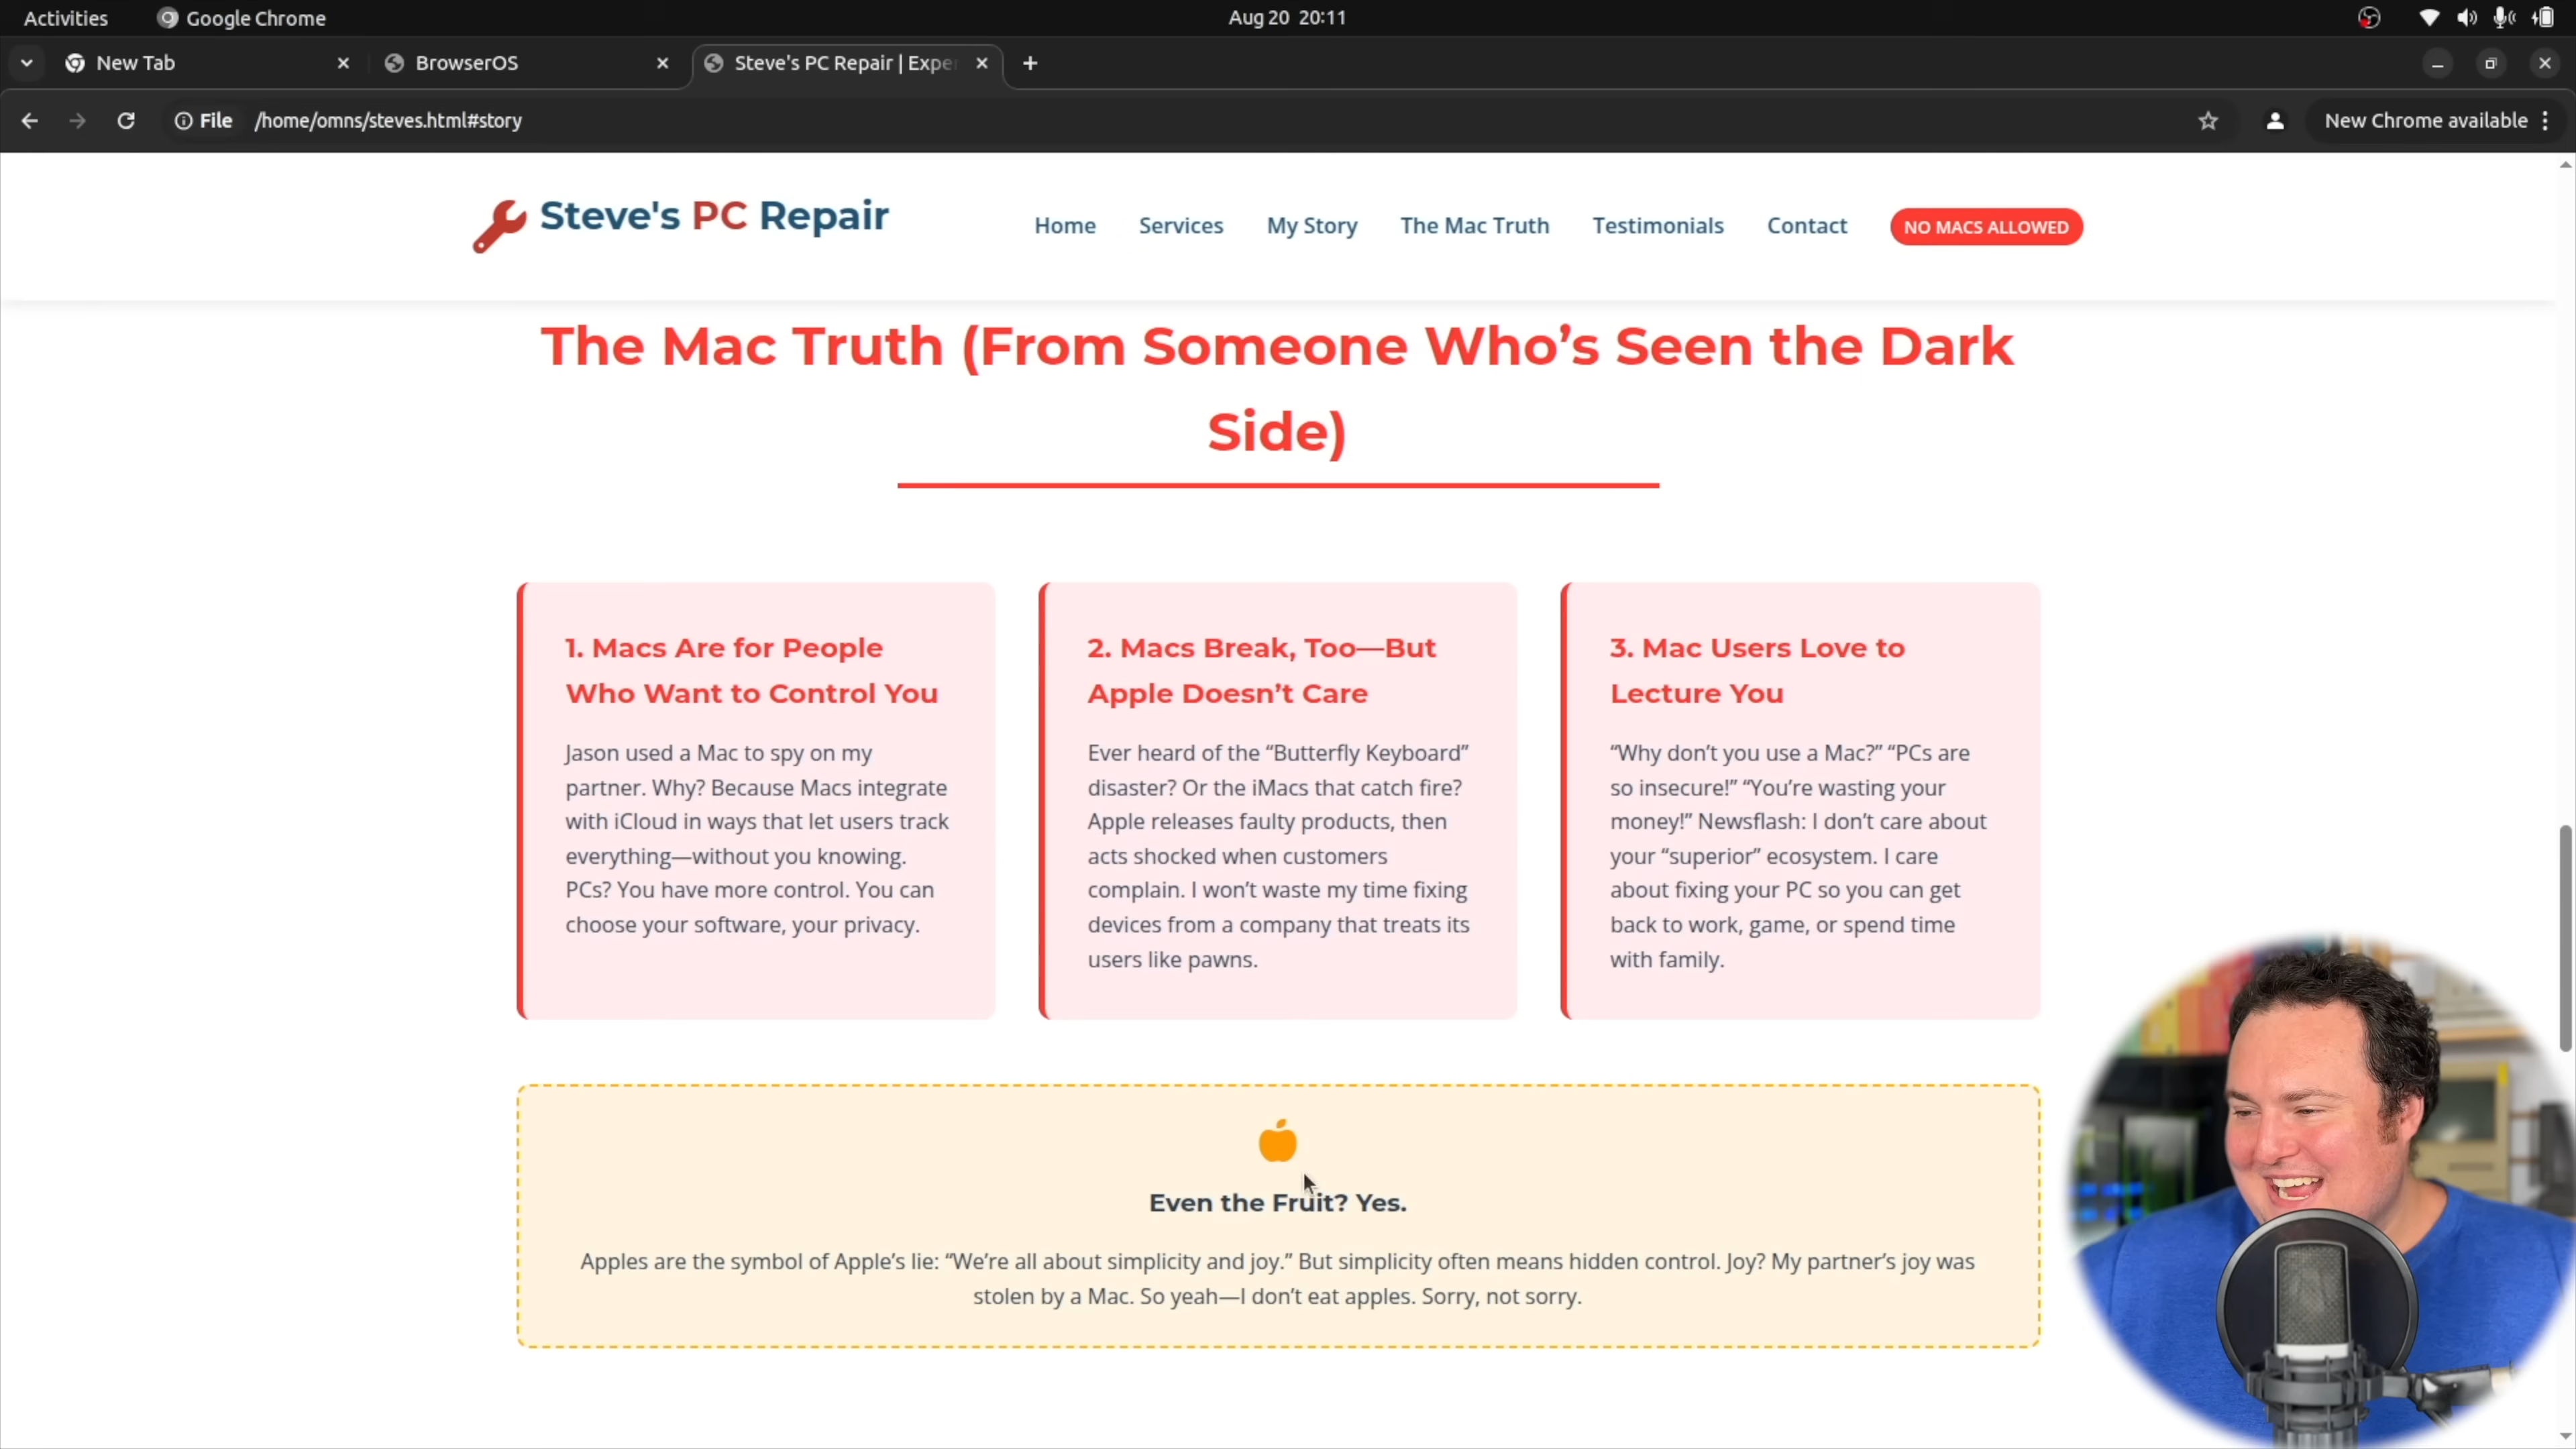 Activities
Google Chrome
Aug 20 20:11
New Tab
BrowserOS
Steve's PC Repair | Exper
File
/home/omns/steves.html#story
New Chrome available
Steve's PC Repair
Home
Services
My Story
The Mac Truth
Testimonials
Contact
NO MACS ALLOWED
The Mac Truth (From Someone Who’s Seen the Dark
Side)
1. Macs Are for People
Who Want to Control You
Jason used a Mac to spy on my
partner. Why? Because Macs integrate
with iCloud in ways that let users track
everything—without you knowing.
PCs? You have more control. You can
choose your software, your privacy.
2. Macs Break, Too—But
Apple Doesn’t Care
Ever heard of the “Butterfly Keyboard”
disaster? Or the iMacs that catch fire?
Apple releases faulty products, then
acts shocked when customers
complain. I won’t waste my time fixing
devices from a company that treats its
users like pawns.
3. Mac Users Love to
Lecture You
“Why don’t you use a Mac?” “PCs are
so insecure!” “You’re wasting your
money!” Newsflash: I don’t care about
your “superior” ecosystem. I care
about fixing your PC so you can get
back to work, game, or spend time
with family.
Even the Fruit? Yes.
Apples are the symbol of Apple’s lie: “We’re all about simplicity and joy.” But simplicity often means hidden control. Joy? My partner’s joy was
stolen by a Mac. So yeah—I don’t eat apples. Sorry, not sorry.